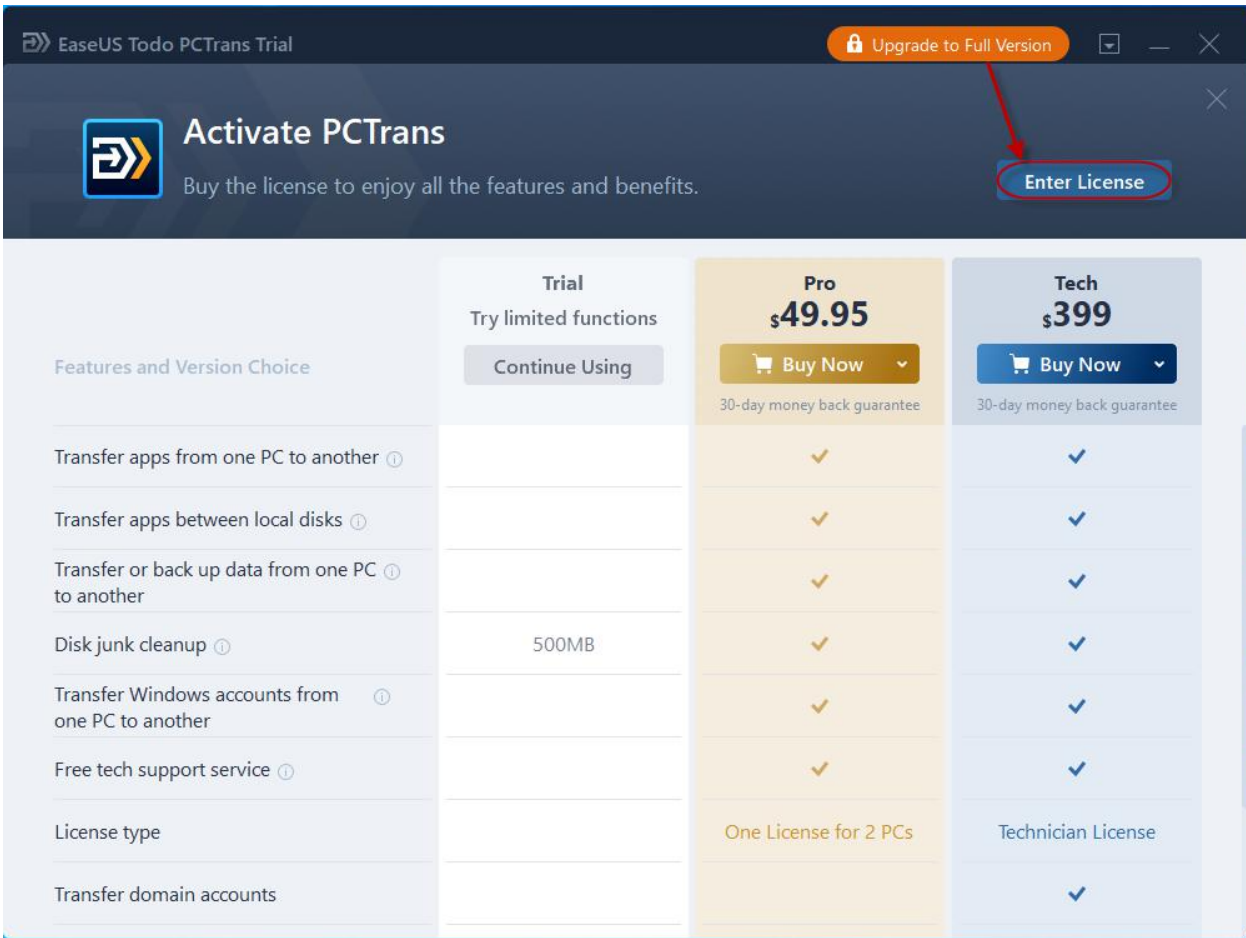 EaseUS Todo PCTrans Trial
Upgrade to Full Version
Activate PCTrans
Buy the license to enjoy all the features and benefits.
Enter License
Features and Version Choice
Trial
Try limited functions
Continue Using
Pro
$49.95
Buy Now
30-day money back guarantee
Tech
$399
Buy Now
30-day money back guarantee
Transfer apps from one PC to another
Transfer apps between local disks
Transfer or back up data from one PC
to another
Disk junk cleanup
500MB
Transfer Windows accounts from
one PC to another
Free tech support service
License type
One License for 2 PCs
Technician License
Transfer domain accounts